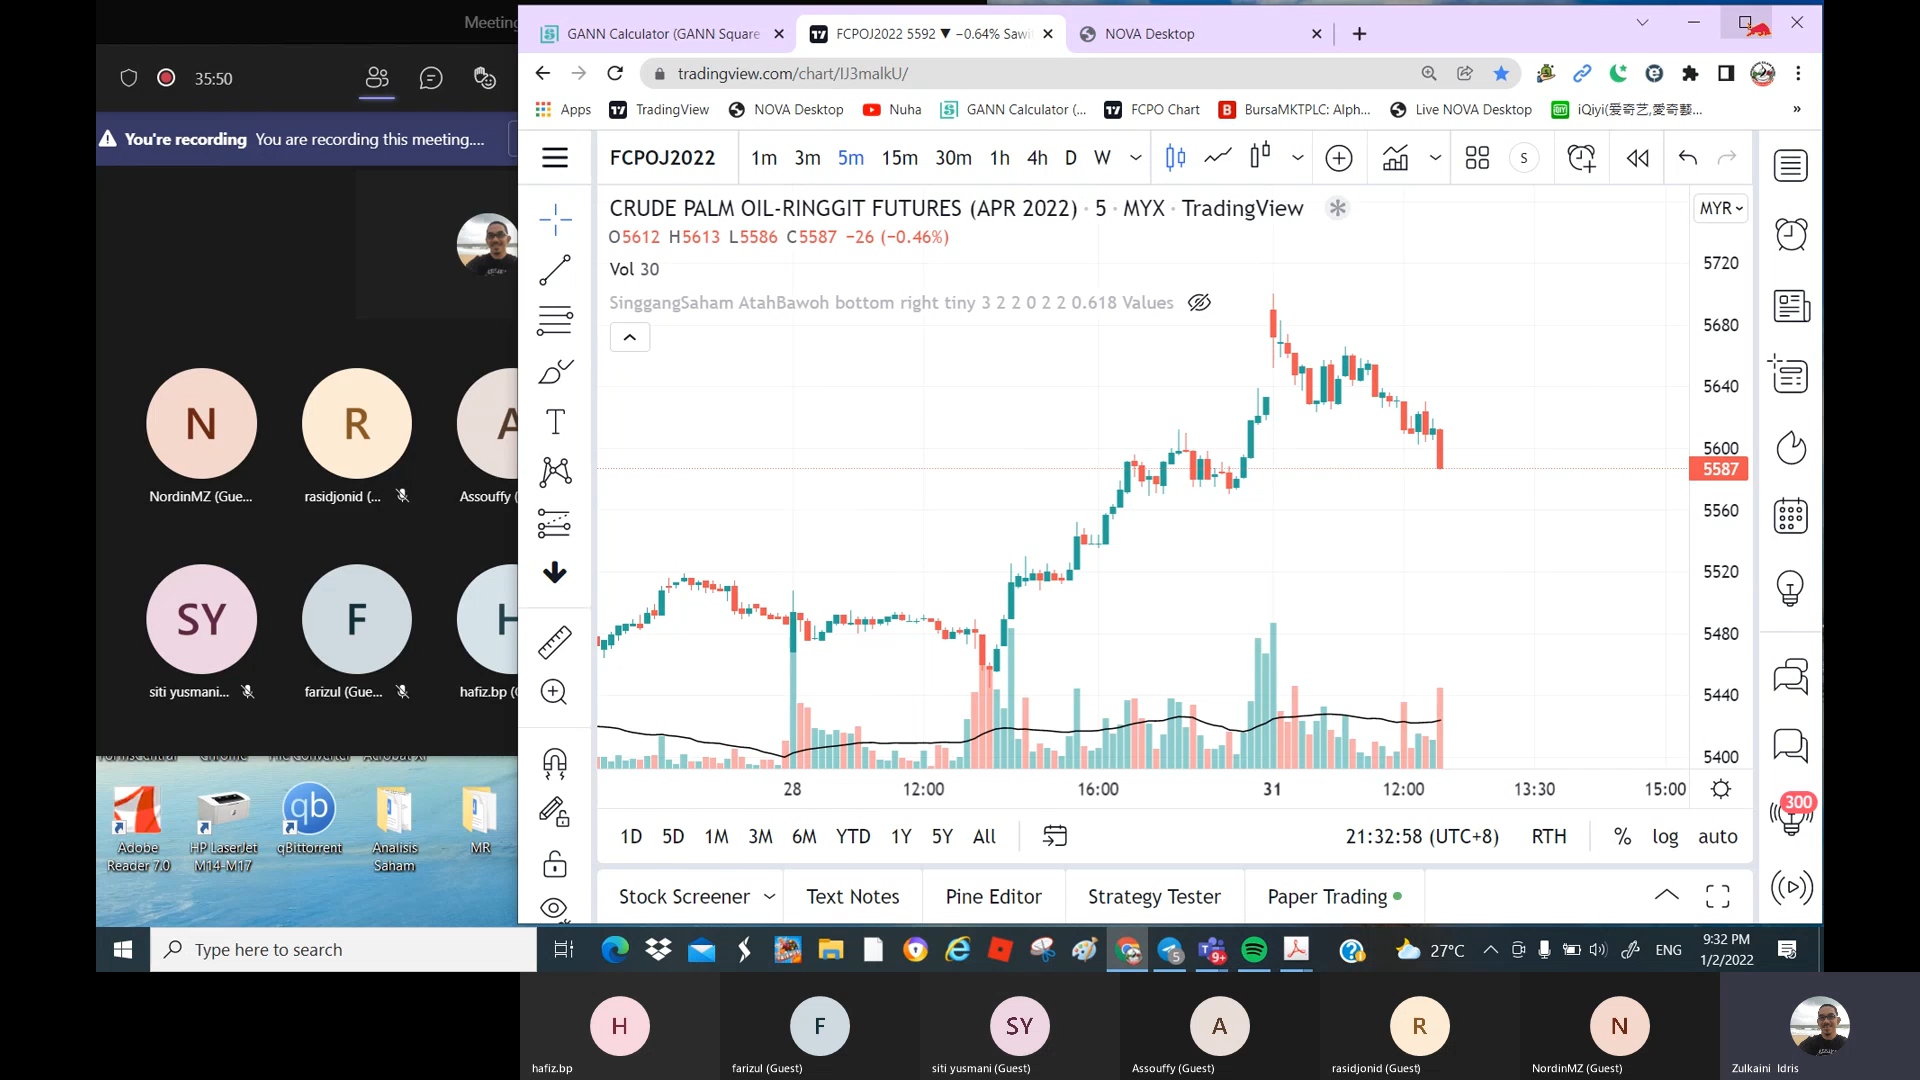 Meeting
GANN Calculator (GANN Square
FCPOJ2022 5592 ▼ −0.64% Sawi
NOVA Desktop
35:50
tradingview.com/chart/IJ3malkU/
Apps
TradingView
NOVA Desktop
Nuha
GANN Calculator (...
FCPO Chart
BursaMKTPLC: Alph...
Live NOVA Desktop
iQiyi(爱奇艺,愛奇藝...
»
You're recording You are recording this meeting....
FCPOJ2022
1m 3m 5m 15m 30m 1h 4h D W
S
CRUDE PALM OIL-RINGGIT FUTURES (APR 2022) · 5 · MYX · TradingView
MYR
O5612 H5613 L5586 C5587 −26 (−0.46%)
Vol 30
SinggangSaham AtahBawoh bottom right tiny 3 2 2 0 2 2 0.618 Values
5720
5680
5640
5600
5587
5560
5520
5480
5440
5400
N
R
A
NordinMZ (Gue...
rasidjonid (...
Assouffy (
SY
F
H
siti yusmani...
farizul (Gue...
hafiz.bp (
28 12:00 16:00 31 12:00 13:30 15:00
300
1D 5D 1M 3M 6M YTD 1Y 5Y All
21:32:58 (UTC+8) RTH % log auto
Stock Screener
Text Notes
Pine Editor
Strategy Tester
Paper Trading
qb
Adobe Reader 7.0
HP LaserJet M14-M17
qBittorrent
Analisis Saham
MR
Type here to search
5
9+
27°C
ENG
9:32 PM
1/2/2022
H
F
SY
A
R
N
hafiz.bp
farizul (Guest)
siti yusmani (Guest)
Assouffy (Guest)
rasidjonid (Guest)
NordinMZ (Guest)
Zulkaini Idris